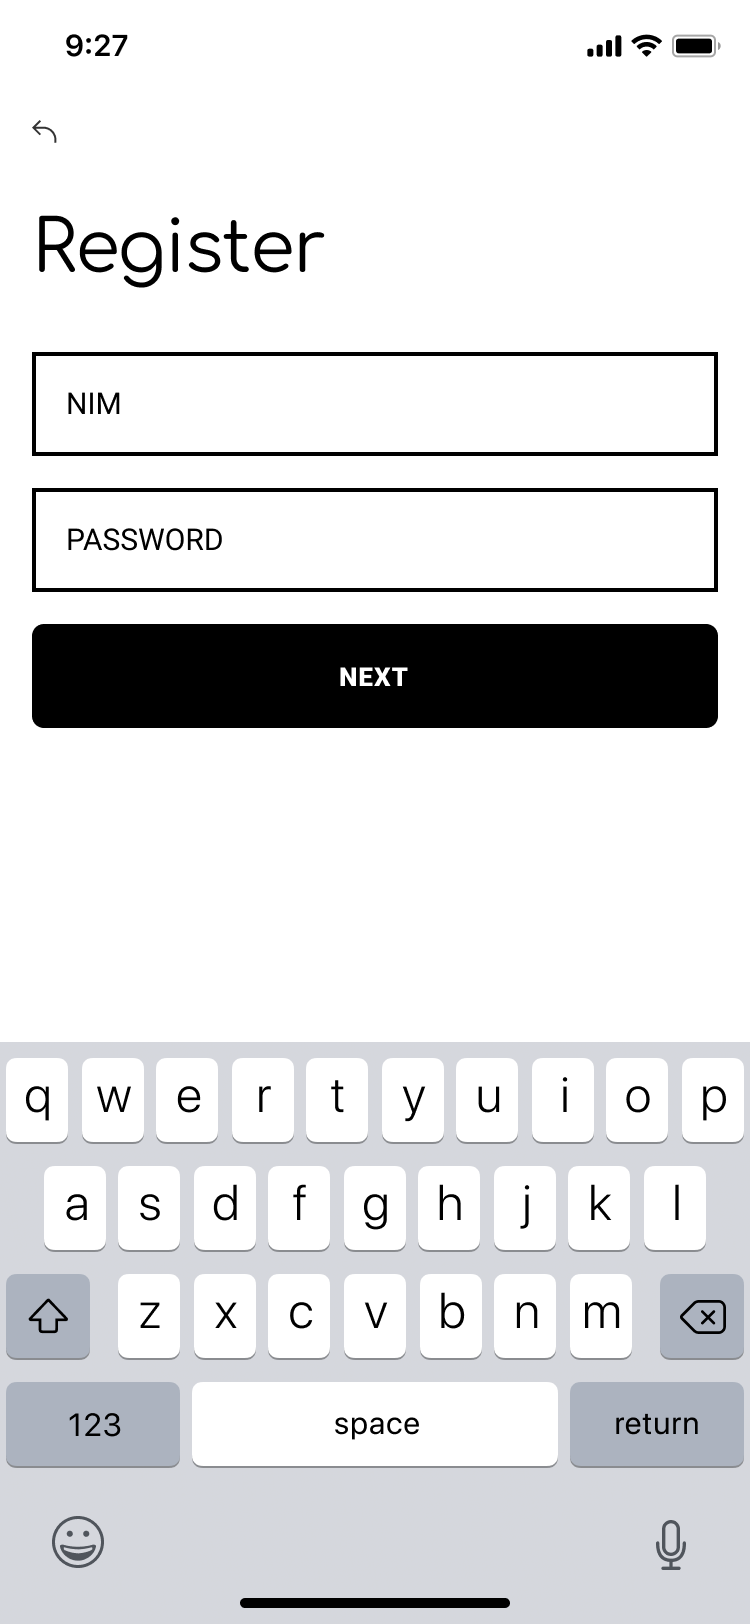 9:27
Register
NIM
PASSWORD
NEXT
q w e r t y u i o p
a s d f g h j k l
z x c v b n m
123 space return